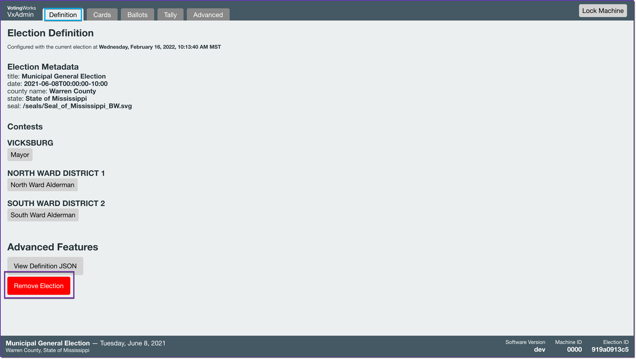 VotingWorks
VxAdmin
Definition
Cards
Ballots
Tally
Advanced
Lock Machine
Election Definition
Configured with the current election at Wednesday, February 16, 2022, 10:13:40 AM MST
Election Metadata
title: Municipal General Election
date: 2021-06-08T00:00:00-10:00
county name: Warren County
state: State of Mississippi
seal: /seals/Seal_of_Mississippi_BW.svg
Contests
VICKSBURG
Mayor
NORTH WARD DISTRICT 1
North Ward Alderman
SOUTH WARD DISTRICT 2
South Ward Alderman
Advanced Features
View Definition JSON
Remove Election
Municipal General Election — Tuesday, June 8, 2021
Warren County, State of Mississippi
Software Version
dev
Machine ID
0000
Election ID
919a0913c5